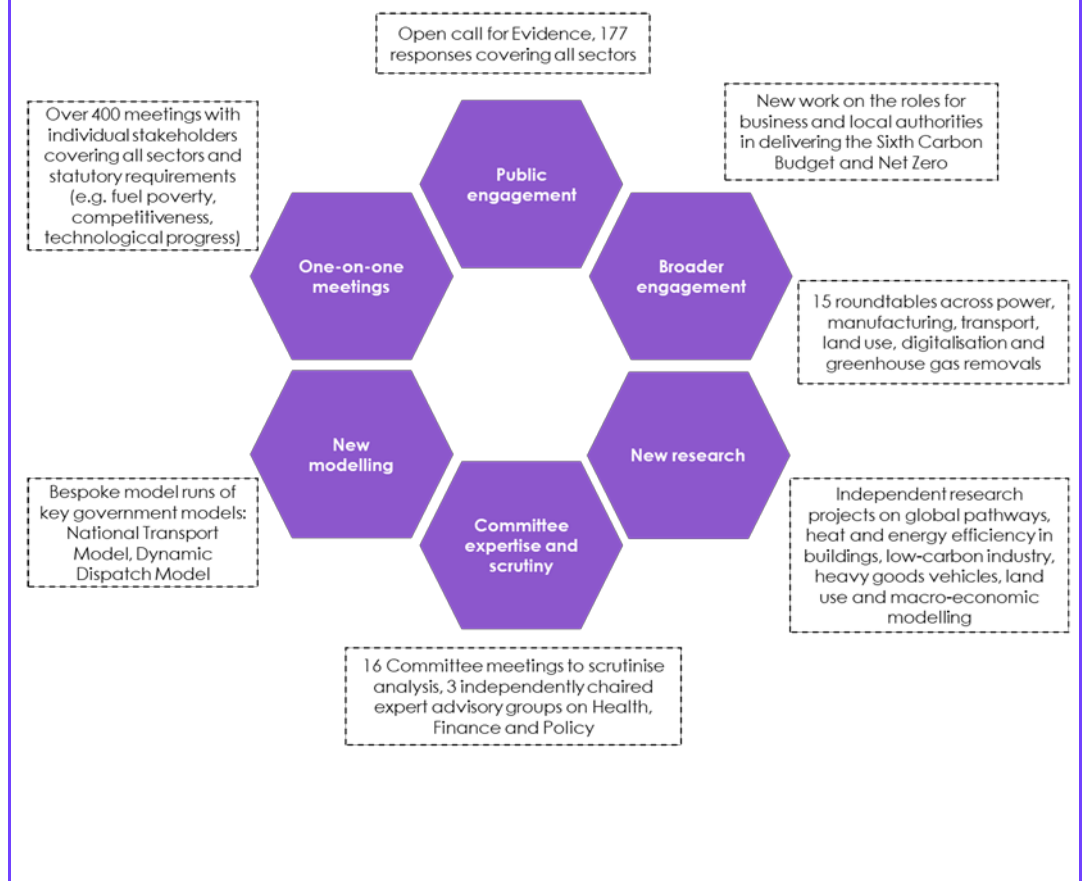 Open call for Evidence, 177
responses covering all sectors
Over 400 meetings with
individual stakeholders
covering all sectors and
statutory requirements
(e.g. fuel poverty,
competitiveness,
technological progress)
New work on the roles for
business and local authorities
in delivering the Sixth Carbon
Budget and Net Zero
Public
engagement
One-on-one
meetings
Broader
engagement
15 roundtables across power,
manufacturing, transport,
land use, digitalisation and
greenhouse gas removals
New
modelling
New research
Bespoke model runs of
key government models:
National Transport
Model, Dynamic
Dispatch Model
Committee
expertise and
scrutiny
Independent research
projects on global pathways,
heat and energy efficiency in
buildings, low-carbon industry,
heavy goods vehicles, land
use and macro-economic
modelling
16 Committee meetings to scrutinise
analysis, 3 independently chaired
expert advisory groups on Health,
Finance and Policy